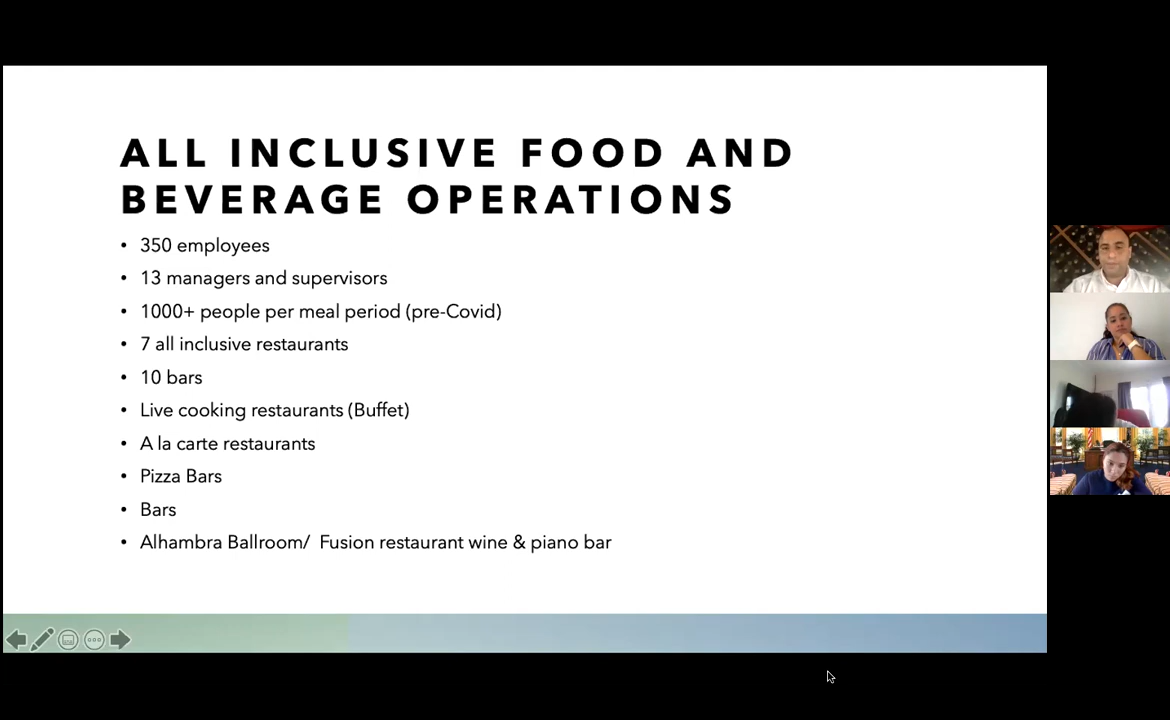 ALL INCLUSIVE FOOD AND
BEVERAGE OPERATIONS
• 350 employees
• 13 managers and supervisors
• 1000+ people per meal period (pre-Covid)
• 7 all inclusive restaurants
• 10 bars
• Live cooking restaurants (Buffet)
• A la carte restaurants
• Pizza Bars
• Bars
• Alhambra Ballroom/  Fusion restaurant wine & piano bar